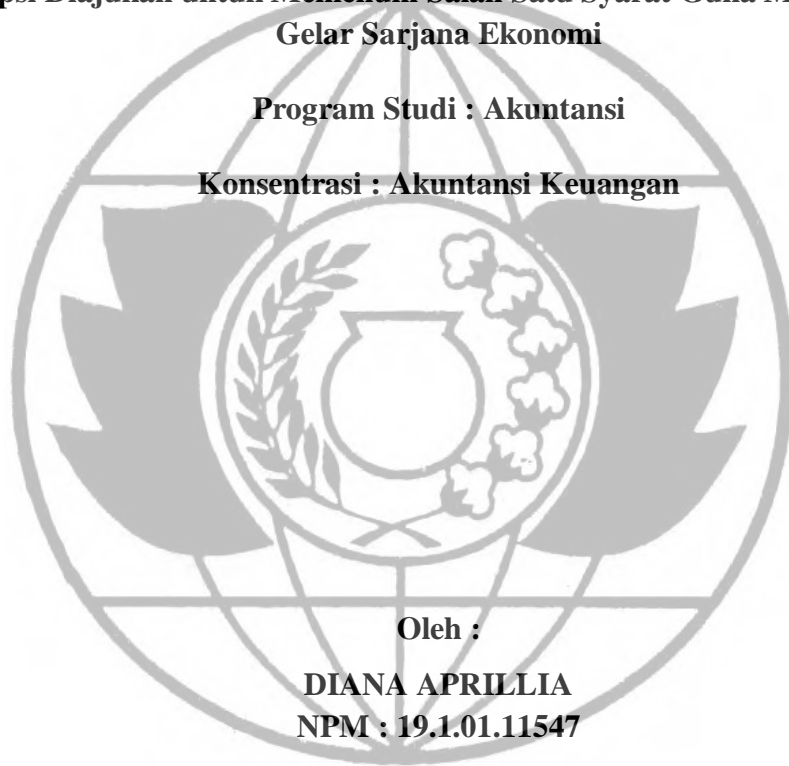 Diajukan untuk Memenuhi Salah Satu Syarat Guna
Gelar Sarjana Ekonomi
Program Studi : Akuntansi
Konsentrasi : Akuntansi Keuangan
Oleh :
DIANA APRILLIA
NPM : 19.1.01.11547